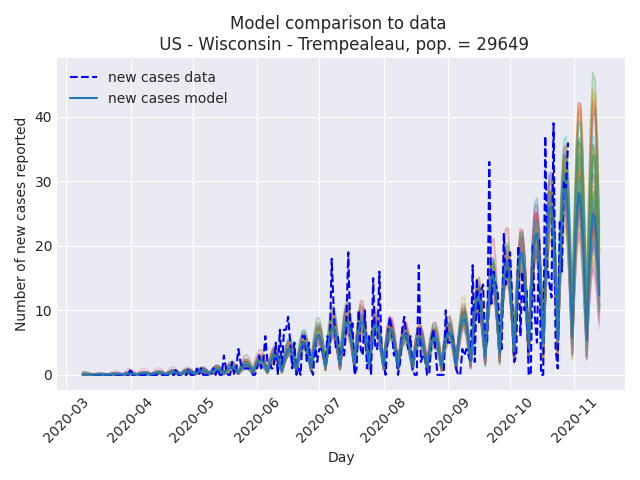 Model comparison to data
US - Wisconsin - Trempealeau, pop. = 29649
new cases data
new cases model
Number of new cases reported
40
30
20
10
0
2020-03
2020-04
2020-05
2020-06
2020-07
2020-08
2020-09
2020-10
2020-11
Day